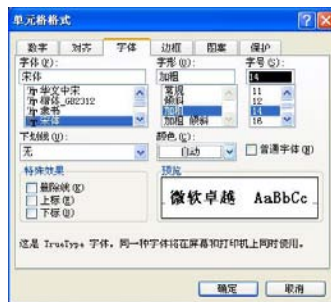 单元格格式
数字 对齐 字体 边框 图案 保护
字体(F): 字形(O): 字号(S):
宋体 加粗 14
华文中宋 常规 11
楷体_GB2312 倾斜 12
隶书 加粗 14
宋体 加粗 倾斜 16
下划线(U): 颜色(C):
无 自动 普通字体(N)
特殊效果 预览
删除线(K)
上标(E) 微软卓越 AaBbCc
下标(B)
这是 TrueType 字体。同一种字体将在屏幕和打印机上同时使用。
确定 取消